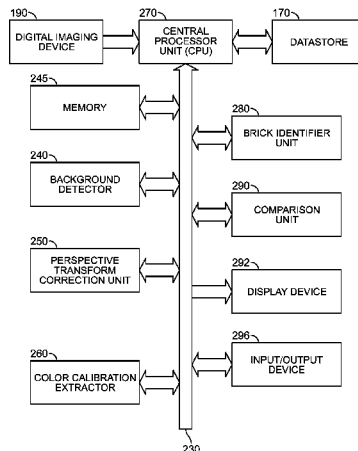 190
DIGITAL IMAGING
DEVICE
270
CENTRAL
PROCESSOR
UNIT (CPU)
170
DATASTORE
245
MEMORY
280
BRICK IDENTIFIER
UNIT
240
BACKGROUND
DETECTOR
290
COMPARISON
UNIT
250
PERSPECTIVE
TRANSFORM
CORRECTION UNIT
292
DISPLAY DEVICE
260
COLOR CALIBRATION
EXTRACTOR
296
INPUT/OUTPUT
DEVICE
230